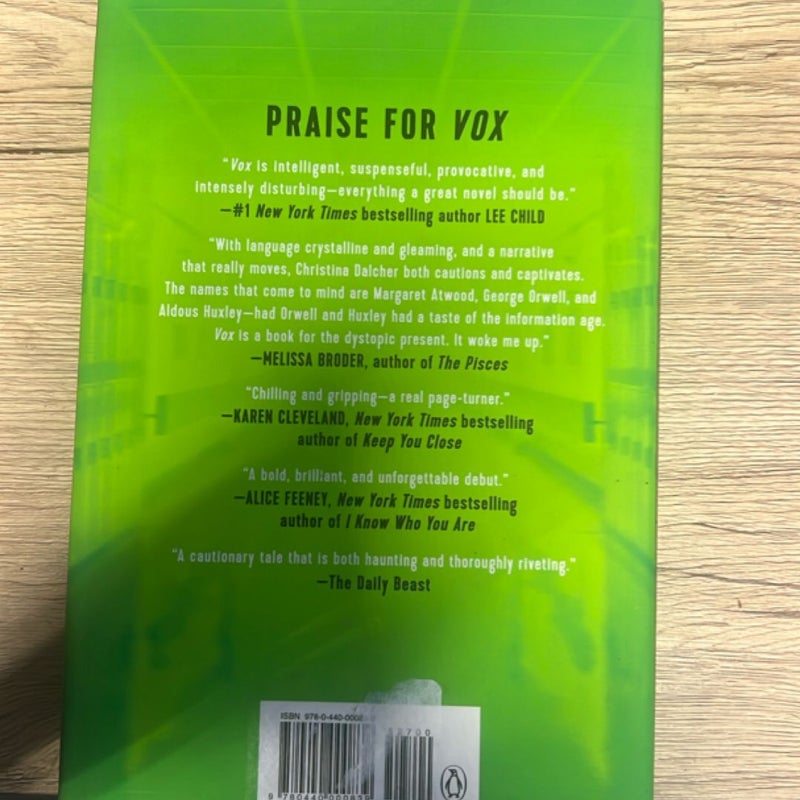 PRAISE FOR VOX
“Vox is intelligent, suspenseful, provocative, and
intensely disturbing—everything a great novel should be.”
—#1 New York Times bestselling author LEE CHILD
“With language crystalline and gleaming, and a narrative
that really moves, Christina Dalcher both cautions and captivates.
The names that come to mind are Margaret Atwood, George Orwell, and
Aldous Huxley—had Orwell and Huxley had a taste of the information age.
Vox is a book for the dystopic present. It woke me up.”
—MELISSA BRODER, author of The Pisces
“Chilling and gripping—a real page-turner.”
—KAREN CLEVELAND, New York Times bestselling
author of Keep You Close
“A bold, brilliant, and unforgettable debut.”
—ALICE FEENEY, New York Times bestselling
author of I Know Who You Are
“A cautionary tale that is both haunting and thoroughly riveting.”
—The Daily Beast
ISBN
9 780440 000839